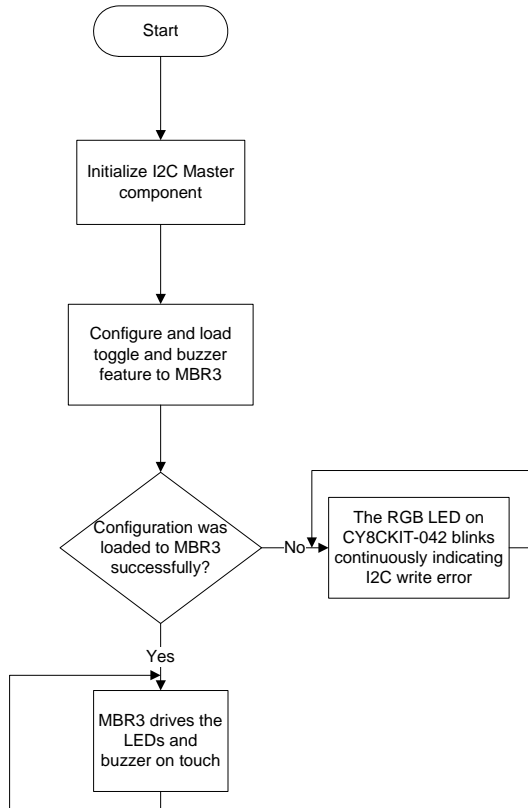 Start
Initialize I2C Master
component
Configure and load
toggle and buzzer
feature to MBR3
Configuration was
loaded to MBR3
successfully?
No
The RGB LED on
CY8CKIT-042 blinks
continuously indicating
I2C write error
Yes
MBR3 drives the
LEDs and
buzzer on touch